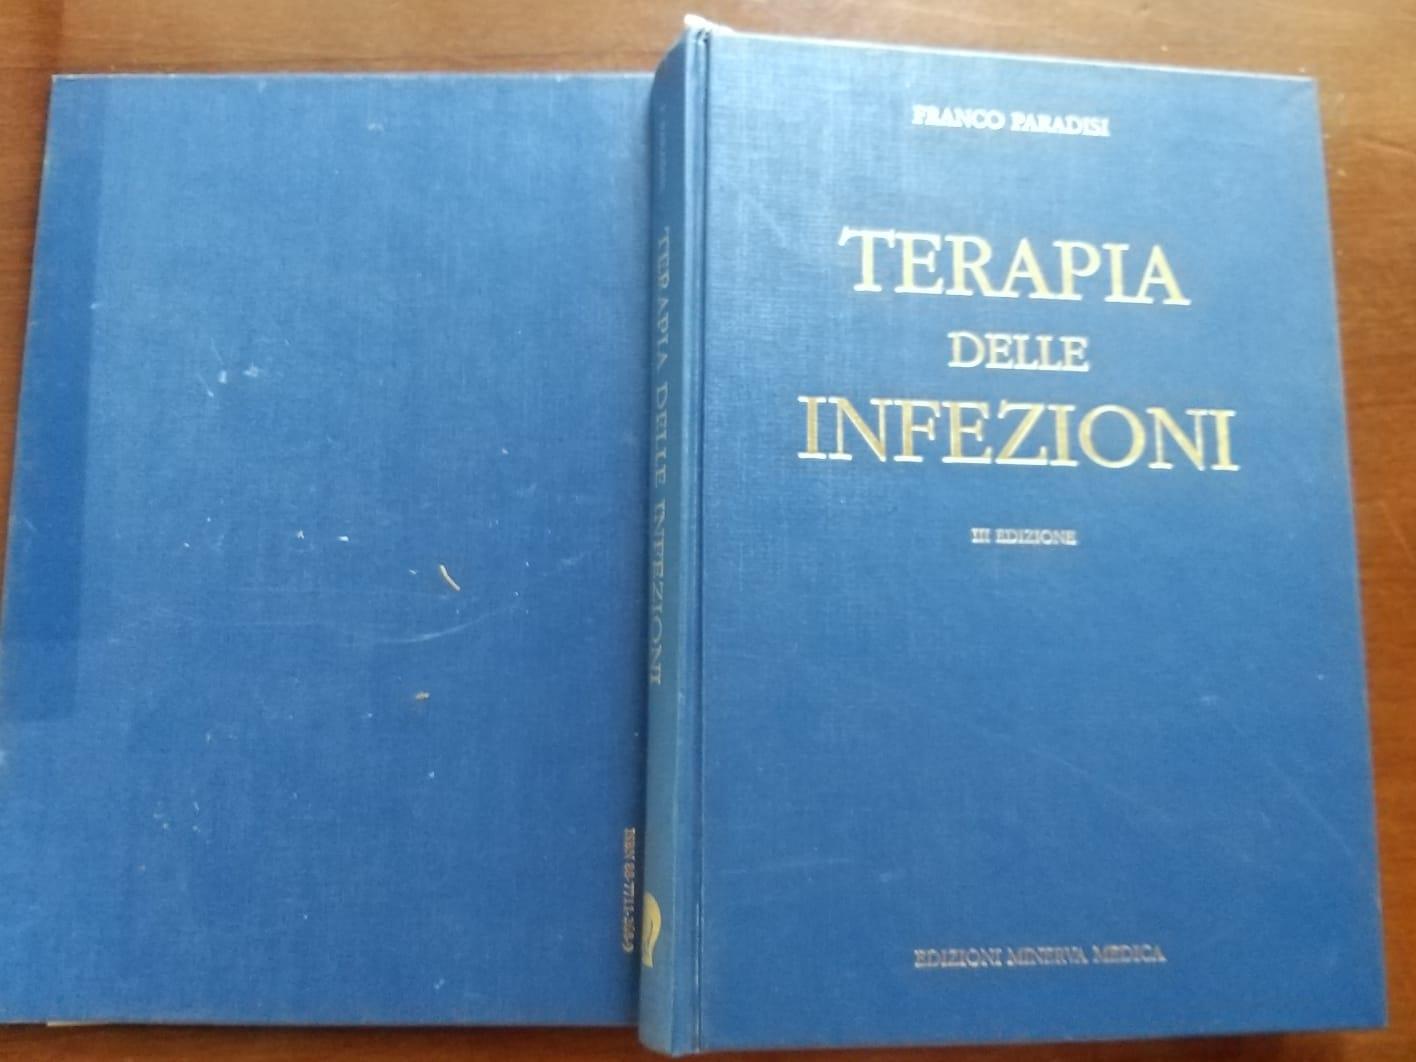 FRANCO PARADISI
TERAPIA
DELLE
INFEZIONI
III EDIZIONE
EDIZIONI MINERVA MEDICA
TERAPIA DELLE INFEZIONI